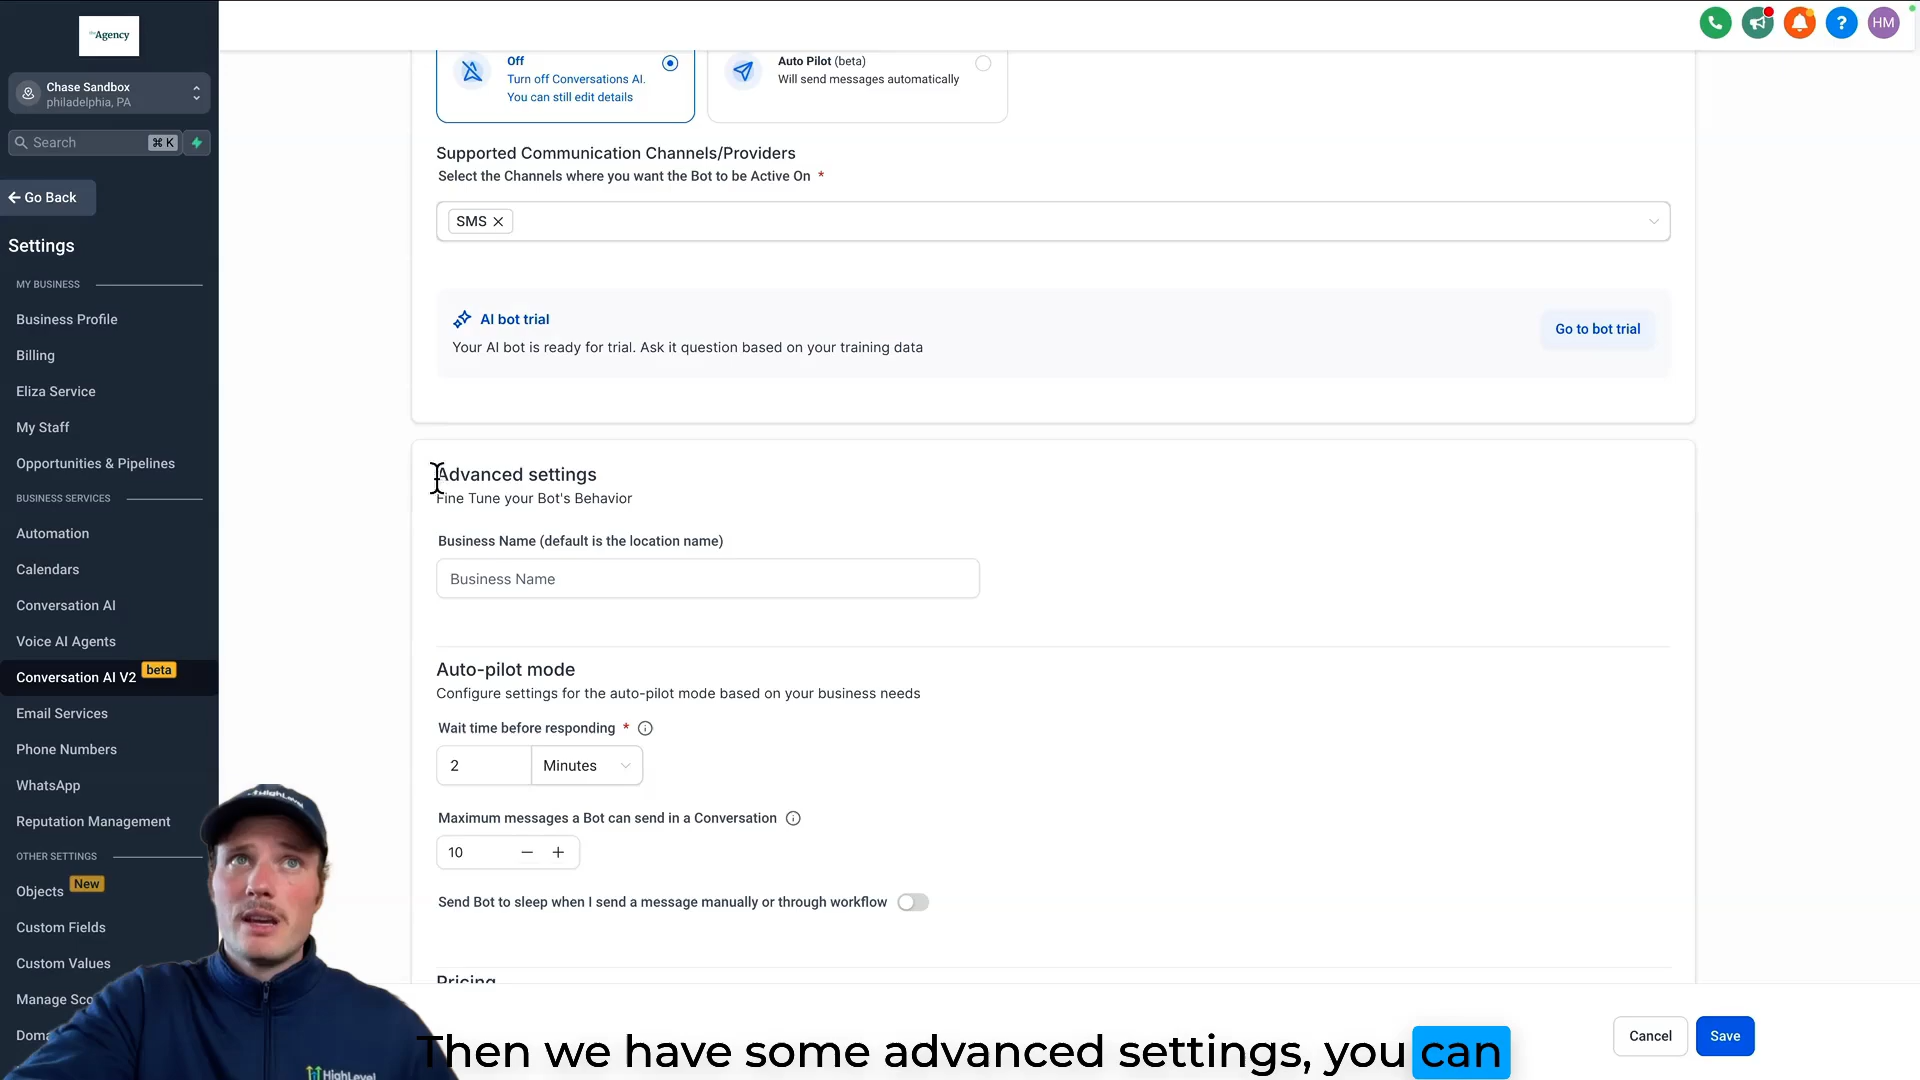 theAgency
Chase Sandbox
philadelphia, PA
Search
⌘ K
Go Back
Settings
MY BUSINESS
Business Profile
Billing
Eliza Service
My Staff
Opportunities & Pipelines
BUSINESS SERVICES
Automation
Calendars
Conversation AI
Voice AI Agents
Conversation AI V2 beta
Email Services
Phone Numbers
WhatsApp
Reputation Management
OTHER SETTINGS
Objects New
Custom Fields
Custom Values
Manage Sco
Doma
HM
Off
Turn off Conversations AI.
You can still edit details
Auto Pilot (beta)
Will send messages automatically
Supported Communication Channels/Providers
Select the Channels where you want the Bot to be Active On *
SMS
AI bot trial
Your AI bot is ready for trial. Ask it question based on your training data
Go to bot trial
Advanced settings
Fine Tune your Bot's Behavior
Business Name (default is the location name)
Business Name
Auto-pilot mode
Configure settings for the auto-pilot mode based on your business needs
Wait time before responding *
2
Minutes
Maximum messages a Bot can send in a Conversation
10
Send Bot to sleep when I send a message manually or through workflow
Pricing
Cancel
Save
HighLevel
HighLevel
Then we have some advanced settings, you can